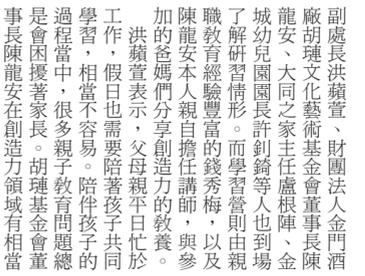 副處長洪蘋萱、財團法人金門酒
廠胡璉文化藝術基金會董事長陳
龍安、大同之家主任盧根陣、金
城幼兒園園長許釗錡等人也到場
了解研習情形。而學習營則由親
職敎育經驗豐富的錢秀梅，以及
陳龍安本人親自擔任講師，與參
加的爸媽們分享創造力的敎養。
洪蘋萱表示，父母親平日忙於
工作，假日也需要陪著孩子共同
學習，相當不容易。陪伴孩子的
過程當中，很多親子敎育問題總
是會困擾著家長。胡璉基金會董
事長陳龍安在創造力領域有相當